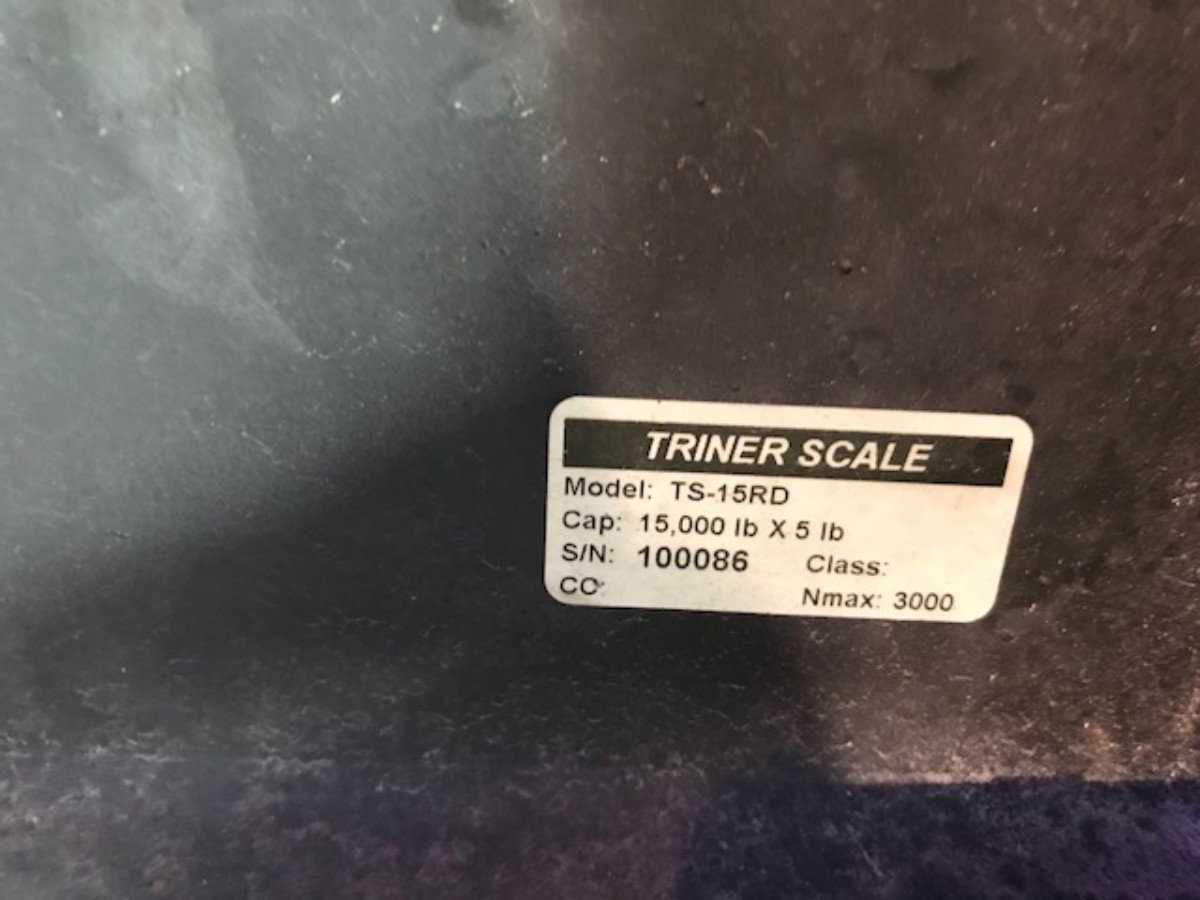 TRINER SCALE
Model: TS-15RD
Cap: 15,000 lb X 5 lb
S/N: 100086 Class:
CC: Nmax: 3000